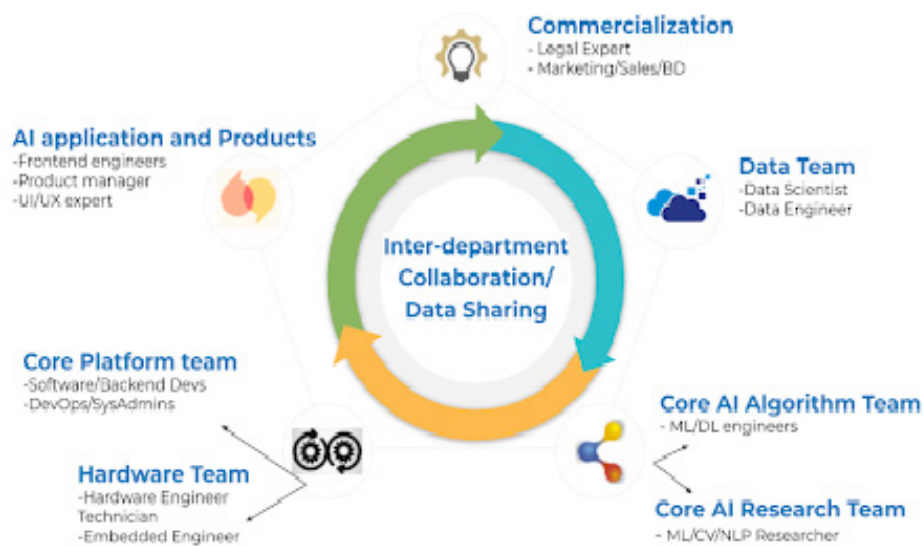 Commercialization
- Legal Expert
• Marketing/Sales/BD
AI application and Products
-Frontend engineers
•Product manager
-UI/UX expert
Data Team
-Data Scientist
-Data Engineer
Inter-department
Collaboration/
Data Sharing
Core Platform team
-Software/Backend Devs
-DevOps/SysAdmins
Hardware Team
-Hardware Engineer
Technician
-Embedded Engineer
Core AI Algorithm Team
- ML/DL engineers
Core AI Research Team
- ML/CV/NLP Researcher